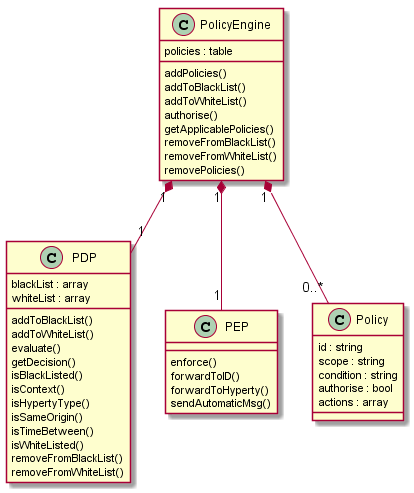 C PolicyEngine
policies : table
addPolicies()
addToBlackList()
addToWhiteList()
authorise()
getApplicablePolicies()
removeFromBlackList()
removeFromWhiteList()
removePolicies()
1
1
1
1
1
0..*
C PDP
blackList : array
whiteList : array
addToBlackList()
addToWhiteList()
evaluate()
getDecision()
isBlackListed()
isContext()
isHypertyType()
isSameOrigin()
isTimeBetween()
isWhiteListed()
removeFromBlackList()
removeFromWhiteList()
C PEP
enforce()
forwardToID()
forwardToHyperty()
sendAutomaticMsg()
C Policy
id : string
scope : string
condition : string
authorise : bool
actions : array